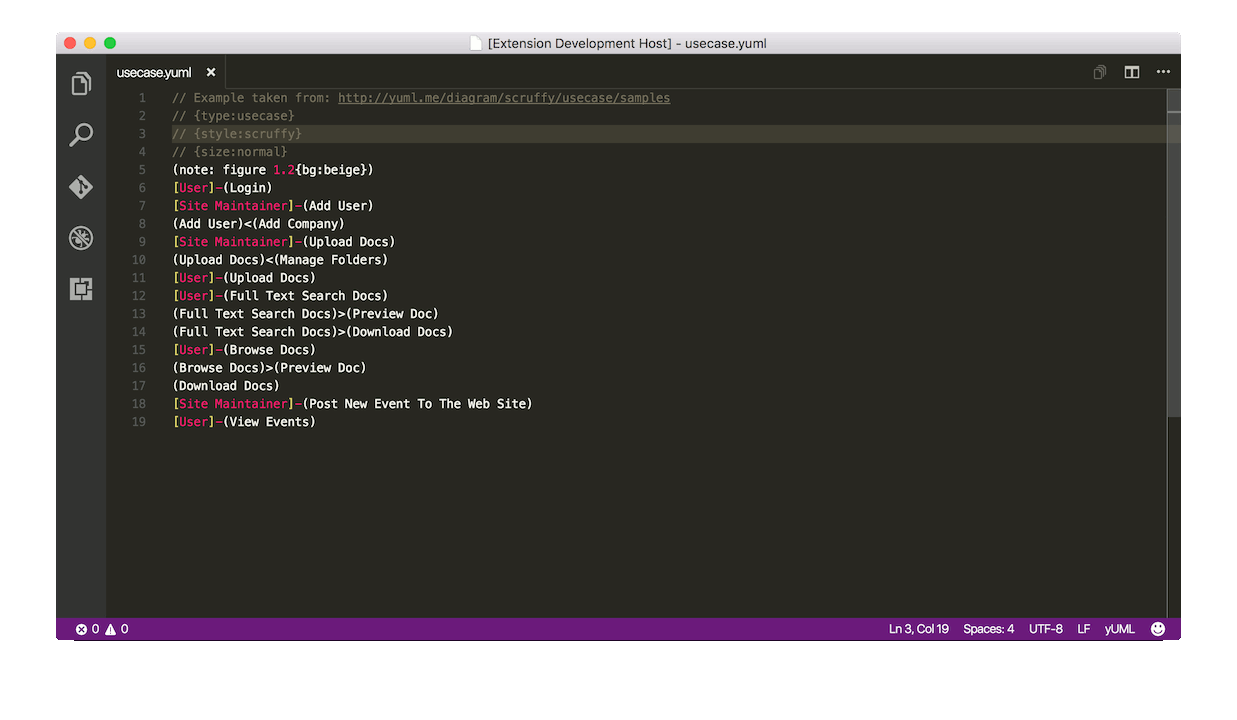 [Extension Development Host] - usecase.yuml
usecase.yuml
1 // Example taken from: http://yuml.me/diagram/scruffy/usecase/samples
2 // {type:usecase}
3 // {style:scruffy}
4 // {size:normal}
5 (note: figure 1.2{bg:beige})
6 [User]-(Login)
7 [Site Maintainer]-(Add User)
8 (Add User)<(Add Company)
9 [Site Maintainer]-(Upload Docs)
10 (Upload Docs)<(Manage Folders)
11 [User]-(Upload Docs)
12 [User]-(Full Text Search Docs)
13 (Full Text Search Docs)>(Preview Doc)
14 (Full Text Search Docs)>(Download Docs)
15 [User]-(Browse Docs)
16 (Browse Docs)>(Preview Doc)
17 (Download Docs)
18 [Site Maintainer]-(Post New Event To The Web Site)
19 [User]-(View Events)
0 0 Ln 3, Col 19 Spaces: 4 UTF-8 LF yUML